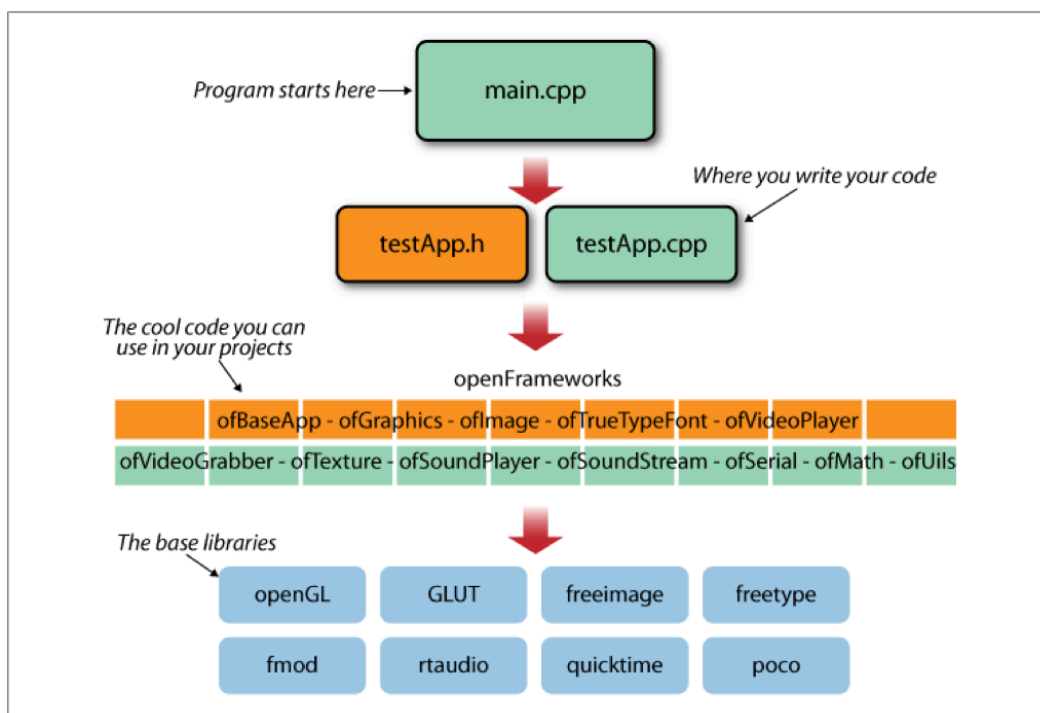 Program starts here
main.cpp
Where you write your code
testApp.h
testApp.cpp
The cool code you can
use in your projects
openFrameworks
ofBaseApp - ofGraphics - ofImage - ofTrueTypeFont - ofVideoPlayer
ofVideoGrabber - ofTexture - ofSoundPlayer - ofSoundStream - ofSerial - ofMath - ofUils
The base libraries
openGL
GLUT
freeimage
freetype
fmod
rtaudio
quicktime
poco